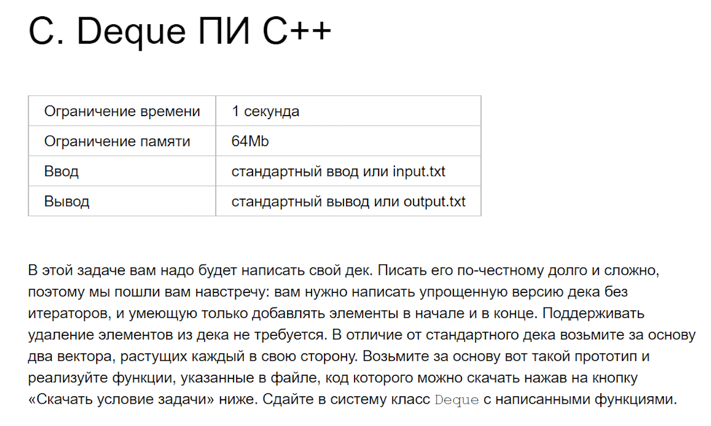 C. Deque ПИ C++
Ограничение времени 1 секунда
Ограничение памяти 64Mb
Ввод стандартный ввод или input.txt
Вывод стандартный вывод или output.txt
В этой задаче вам надо будет написать свой дек. Писать его по-честному долго и сложно,
поэтому мы пошли вам навстречу: вам нужно написать упрощенную версию дека без
итераторов, и умеющую только добавлять элементы в начале и в конце. Поддерживать
удаление элементов из дека не требуется. В отличие от стандартного дека возьмите за основу
два вектора, растущих каждый в свою сторону. Возьмите за основу вот такой прототип и
реализуйте функции, указанные в файле, код которого можно скачать нажав на кнопку
«Скачать условие задачи» ниже. Сдайте в систему класс Deque с написанными функциями.